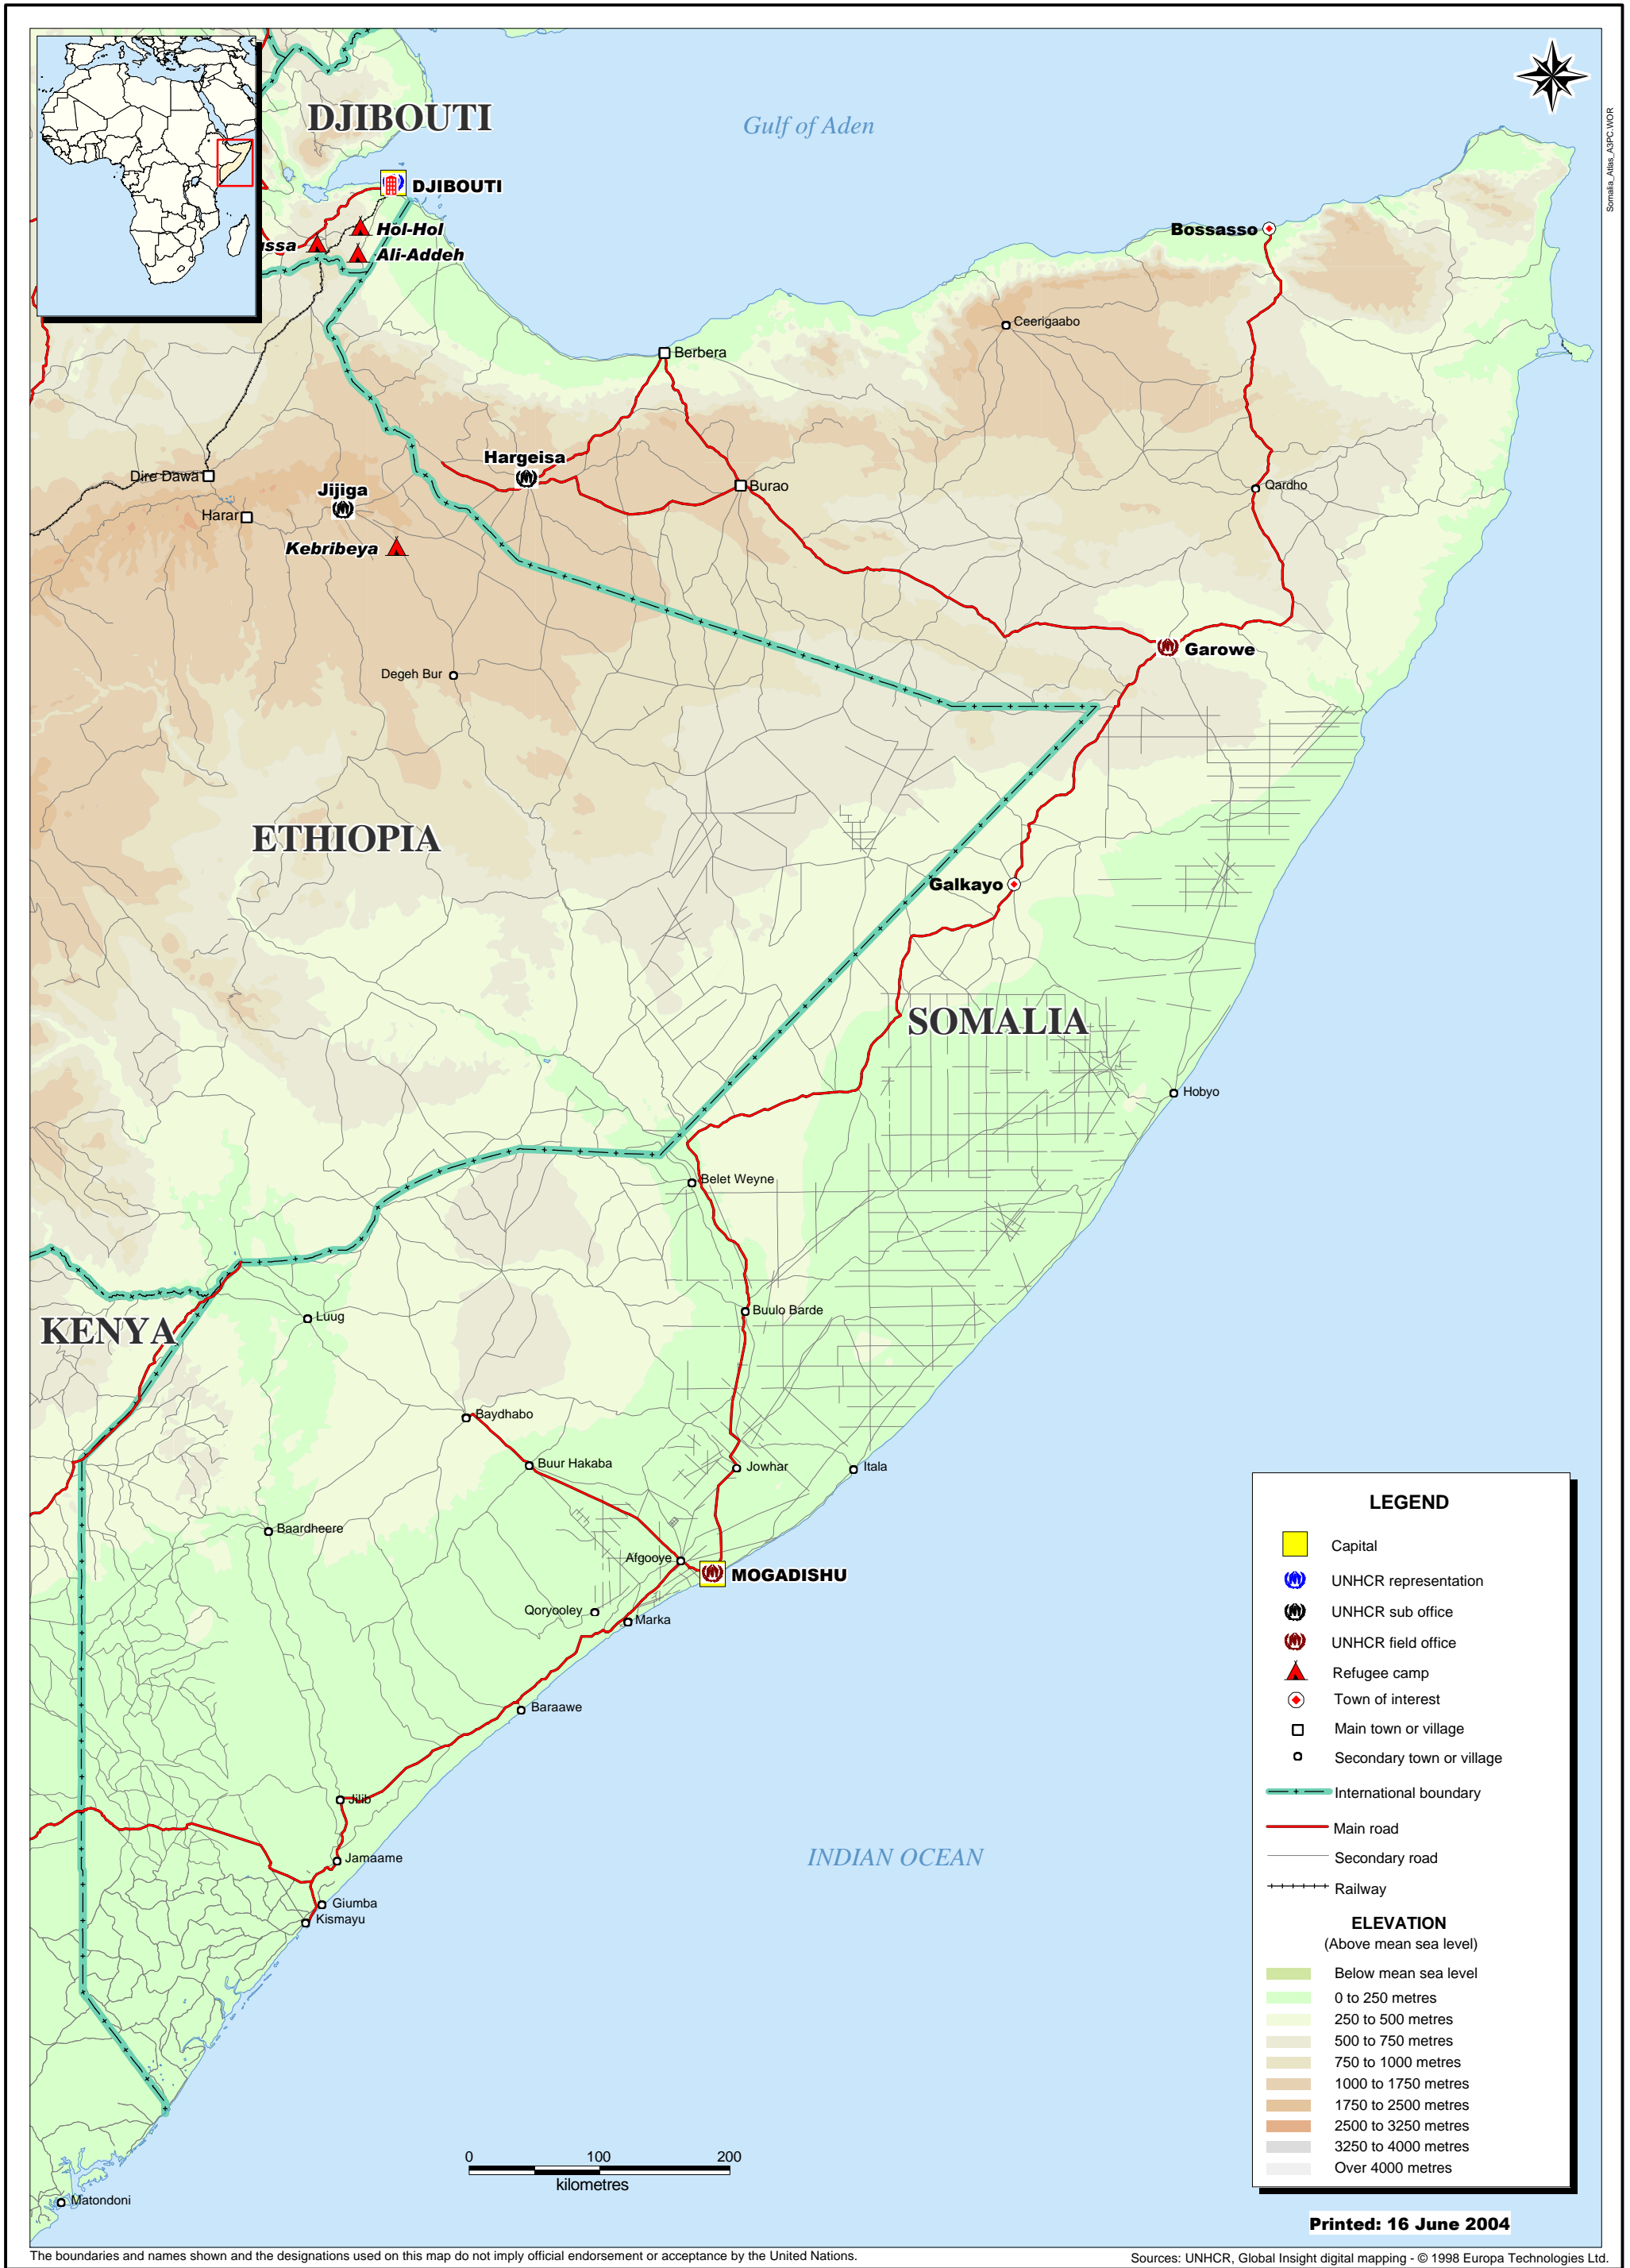 DJIBOUTI
Gulf of Aden
Somalia_Atlas_A3PC.WOR
DJIBOUTI
Hol-Hol
ussa
Ali-Addeh
Bossasso
Ceerigaabo
Berbera
Hargeisa
Dire Dawa
Jijiga
Burao
Qardho
Harar
Kebribeya
Garowe
Degeh Bur
ETHIOPIA
Galkayo
SOMALIA
Hobyo
Belet Weyne
Buulo Barde
Luug
KENYA
Baydhabo
Buur Hakaba
Jowhar
Itala
Baardheere
Afgooye
MOGADISHU
Qoryooley
Marka
Baraawe
Jilib
Jamaame
INDIAN OCEAN
Giumba
Kismayu
Matondoni
0 100 200
kilometres
LEGEND
Capital
UNHCR representation
UNHCR sub office
UNHCR field office
Refugee camp
Town of interest
Main town or village
Secondary town or village
International boundary
Main road
Secondary road
Railway
ELEVATION
(Above mean sea level)
Below mean sea level
0 to 250 metres
250 to 500 metres
500 to 750 metres
750 to 1000 metres
1000 to 1750 metres
1750 to 2500 metres
2500 to 3250 metres
3250 to 4000 metres
Over 4000 metres
Printed: 16 June 2004
The boundaries and names shown and the designations used on this map do not imply official endorsement or acceptance by the United Nations.
Sources: UNHCR, Global Insight digital mapping - © 1998 Europa Technologies Ltd.